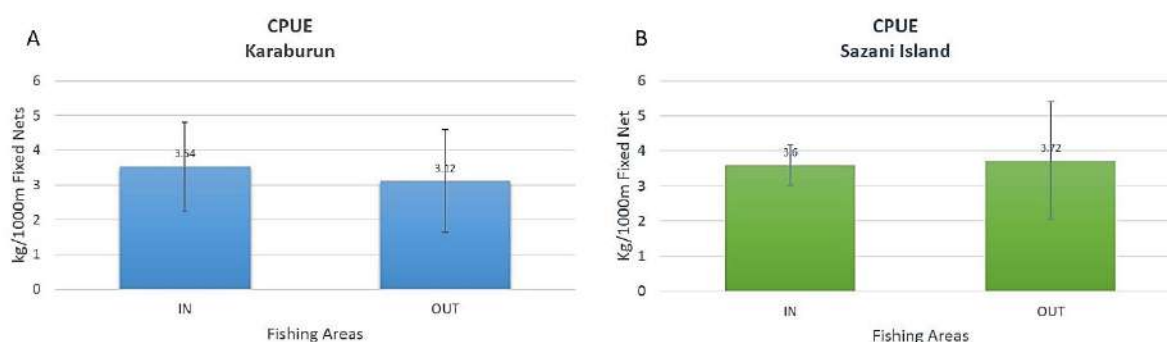 A
CPUE
Karaburun
kg/1000m Fixed Nets
6
5
4
3
2
1
0
3.54
3.12
IN
OUT
Fishing Areas
B
CPUE
Sazani Island
Kg/1000m Fixed Net
6
5
4
3
2
1
0
3.6
3.72
IN
OUT
Fishing Areas